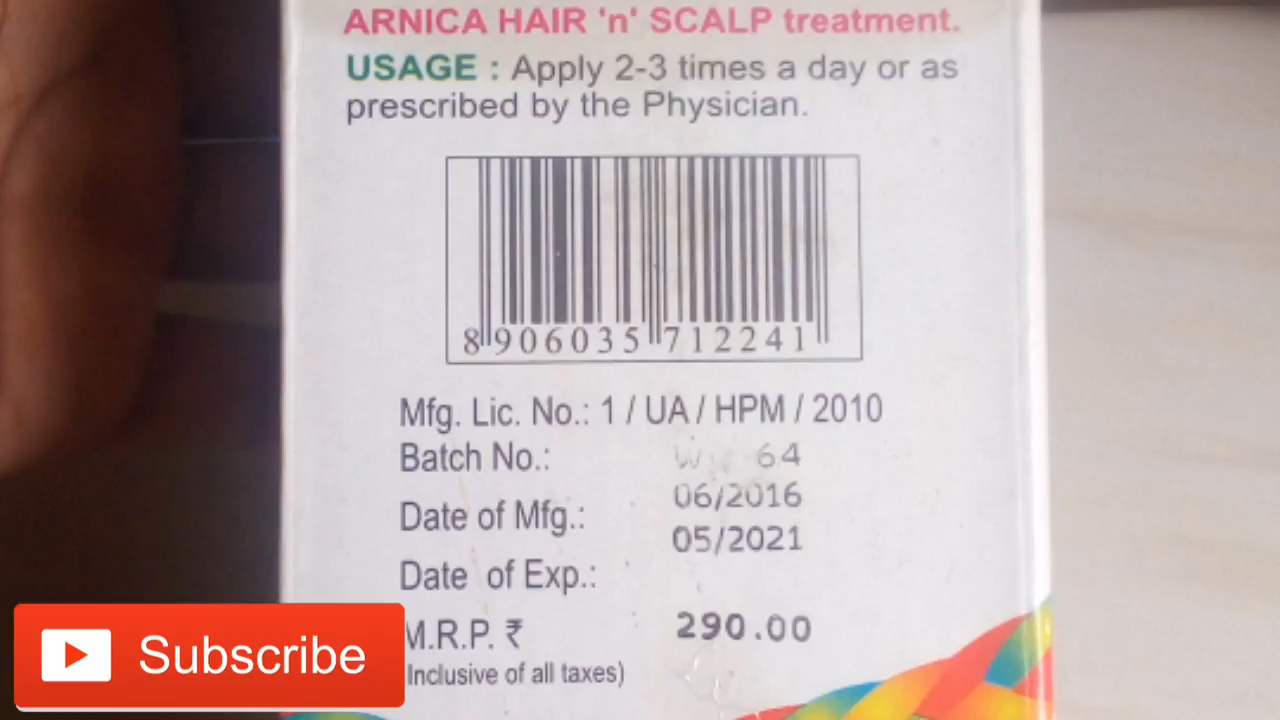 ARNICA HAIR 'n' SCALP treatment.
USAGE : Apply 2-3 times a day or as
prescribed by the Physician.
8 906035 712241
Mfg. Lic. No.: 1 / UA / HPM / 2010
Batch No.: 64
06/2016
Date of Mfg.:
05/2021
Date of Exp.:
M.R.P. ₹ 290.00
Inclusive of all taxes)
Subscribe